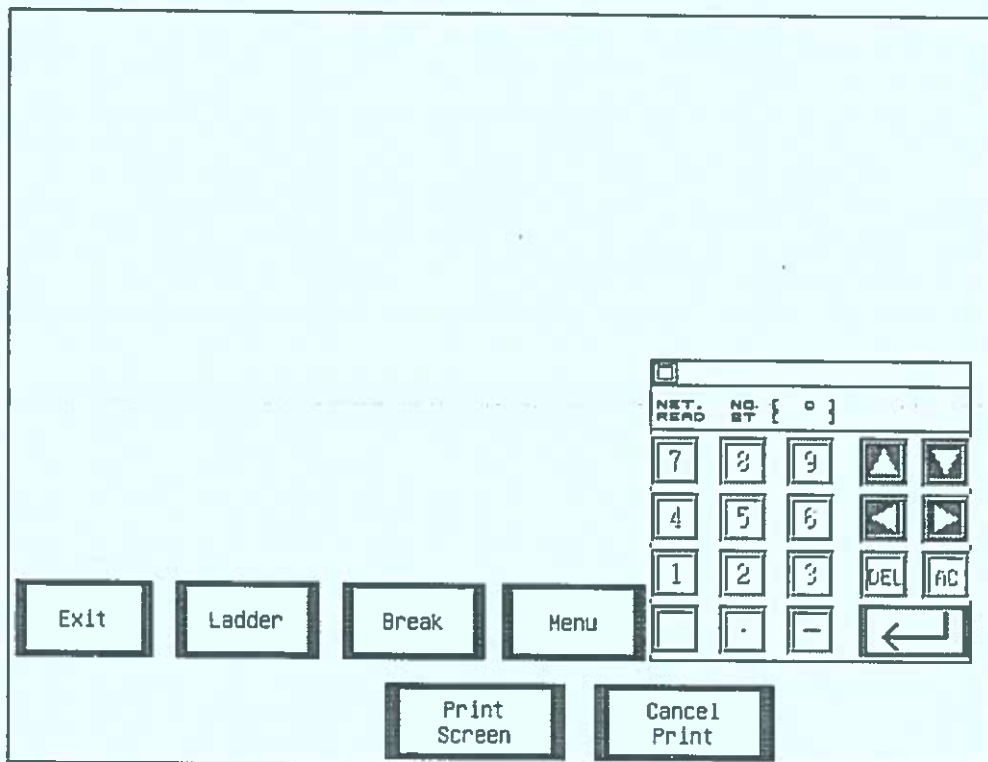 NET. NO. [ 0 ]
READ ST [ ]
7 8 9
4 5 6
1 2 3 DEL AC
. -
Exit Ladder Break Menu
Print
Screen
Cancel
Print